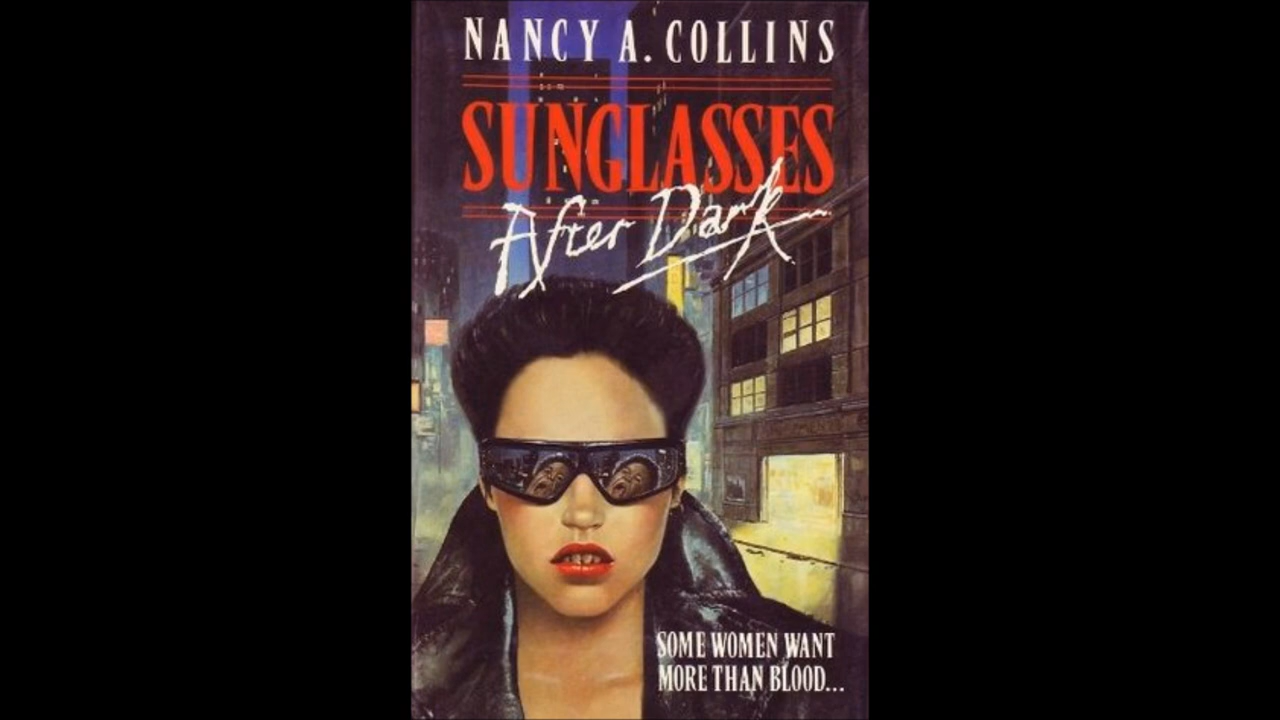 NANCY A. COLLINS
SUNGLASSES
After Dark
SOME WOMEN WANT
MORE THAN BLOOD...